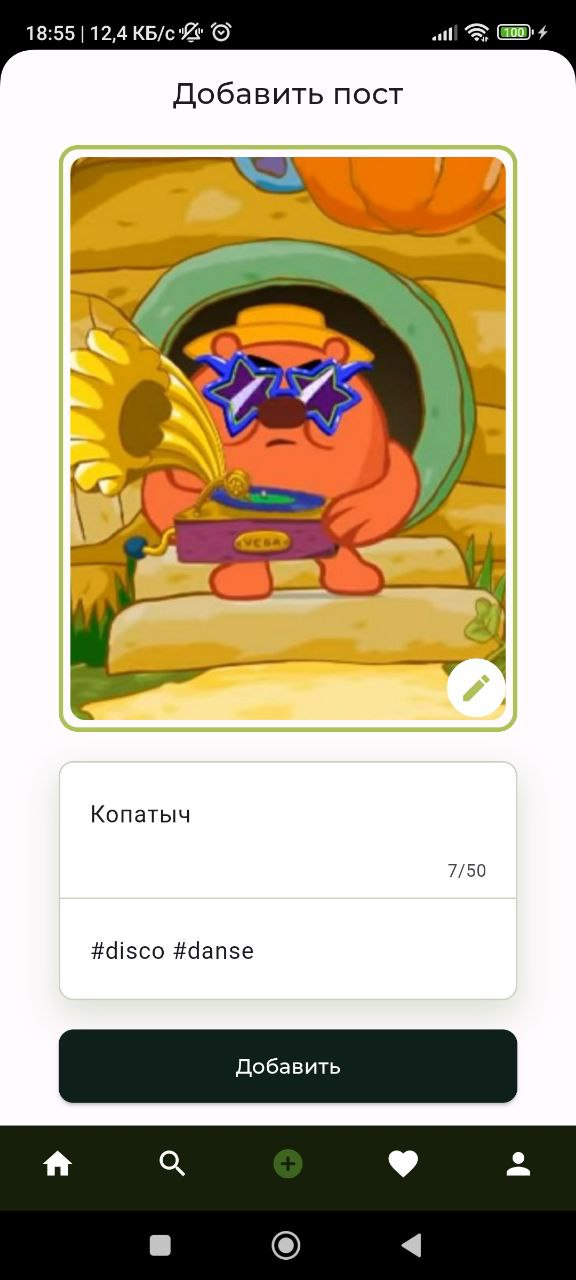 18:55 | 12,4 КБ/с
100
Добавить пост
VEGA
Копатыч
7/50
#disco #danse
Добавить